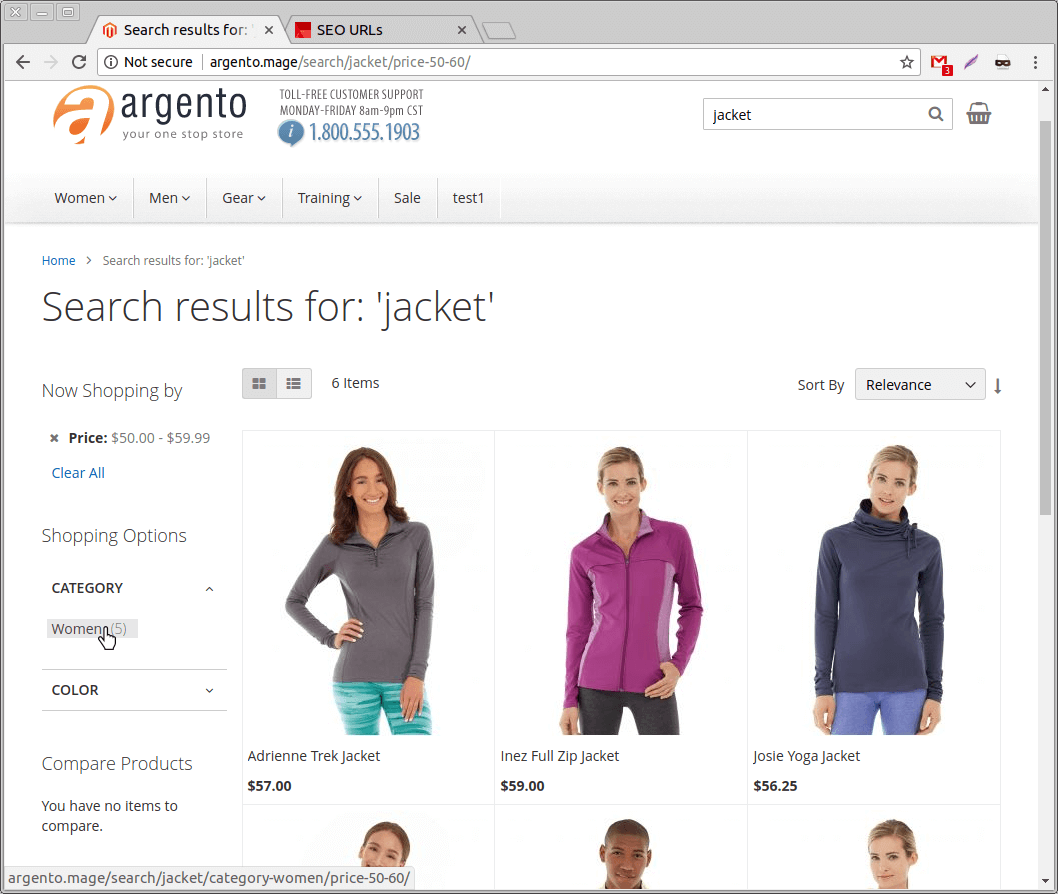 Search results for: '
SEO URLs
Not secure
argento.mage/search/jacket/price-50-60/
3
argento
your one stop store
TOLL-FREE CUSTOMER SUPPORT
MONDAY-FRIDAY 8am-9pm CST
i 1.800.555.1903
jacket
Women
Men
Gear
Training
Sale
test1
Home > Search results for: 'jacket'
Search results for: 'jacket'
Now Shopping by
6 Items
Sort By
Relevance
Price: $50.00 - $59.99
Clear All
Shopping Options
CATEGORY
Women (5)
COLOR
Compare Products
You have no items to
compare.
Adrienne Trek Jacket
$57.00
Inez Full Zip Jacket
$59.00
Josie Yoga Jacket
$56.25
argento.mage/search/jacket/category-women/price-50-60/